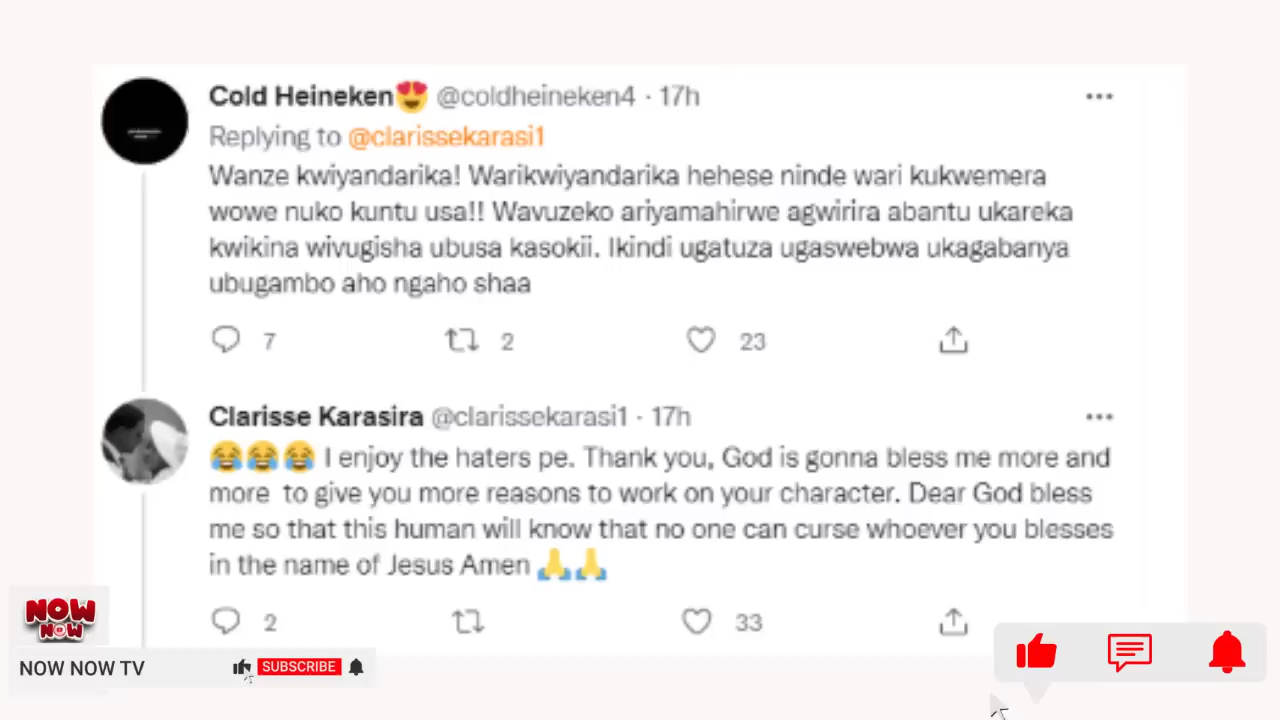 Cold Heineken😍 @coldheineken4 · 17h
Replying to @clarissekarasi1
Wanze kwiyandarika! Warikwiyandarika hehese ninde wari kukwemera
wowe nuko kuntu usa!! Wavuzeko ariyamahirwe agwirira abantu ukareka
kwikina wivugisha ubusa kasokii. Ikindi ugatuza ugaswebwa ukagabanya
ubugambo aho ngaho shaa
7 2 23
Clarisse Karasira @clarissekarasi1 · 17h
😂😂😂 I enjoy the haters pe. Thank you, God is gonna bless me more and
more to give you more reasons to work on your character. Dear God bless
me so that this human will know that no one can curse whoever you blesses
in the name of Jesus Amen 🙏🙏
2 33
NOW
NOW
NOW NOW TV SUBSCRIBE